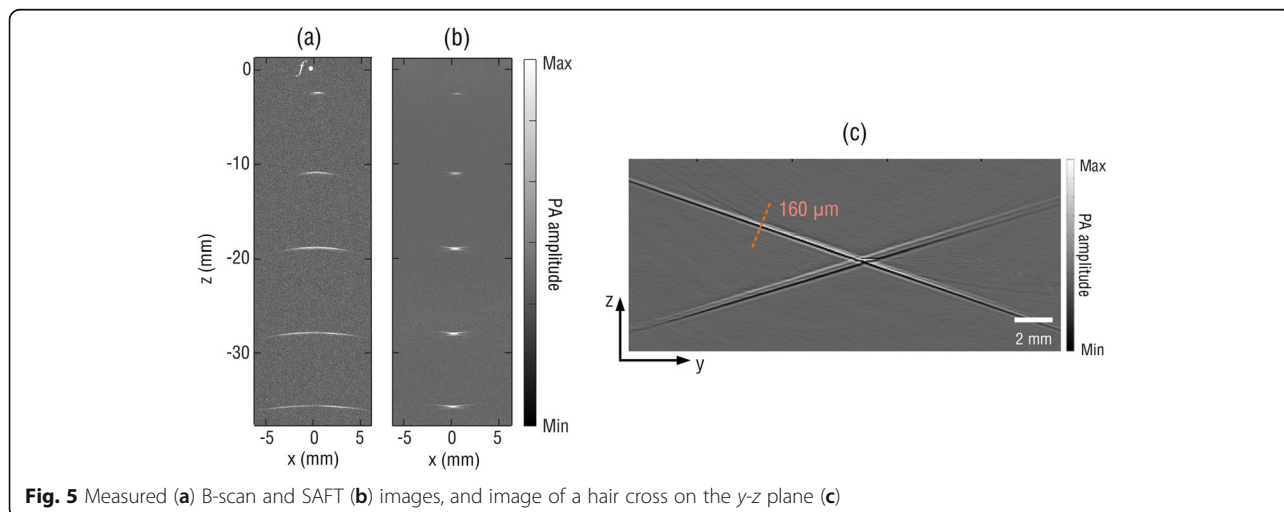 (a)
(b)
f
0
-10
-20
-30
z (mm)
-5 0 5
x (mm)
-5 0 5
x (mm)
Max
PA amplitude
Min
(c)
160 μm
z
y
2 mm
Max
PA amplitude
Min
Fig. 5 Measured (a) B-scan and SAFT (b) images, and image of a hair cross on the y-z plane (c)